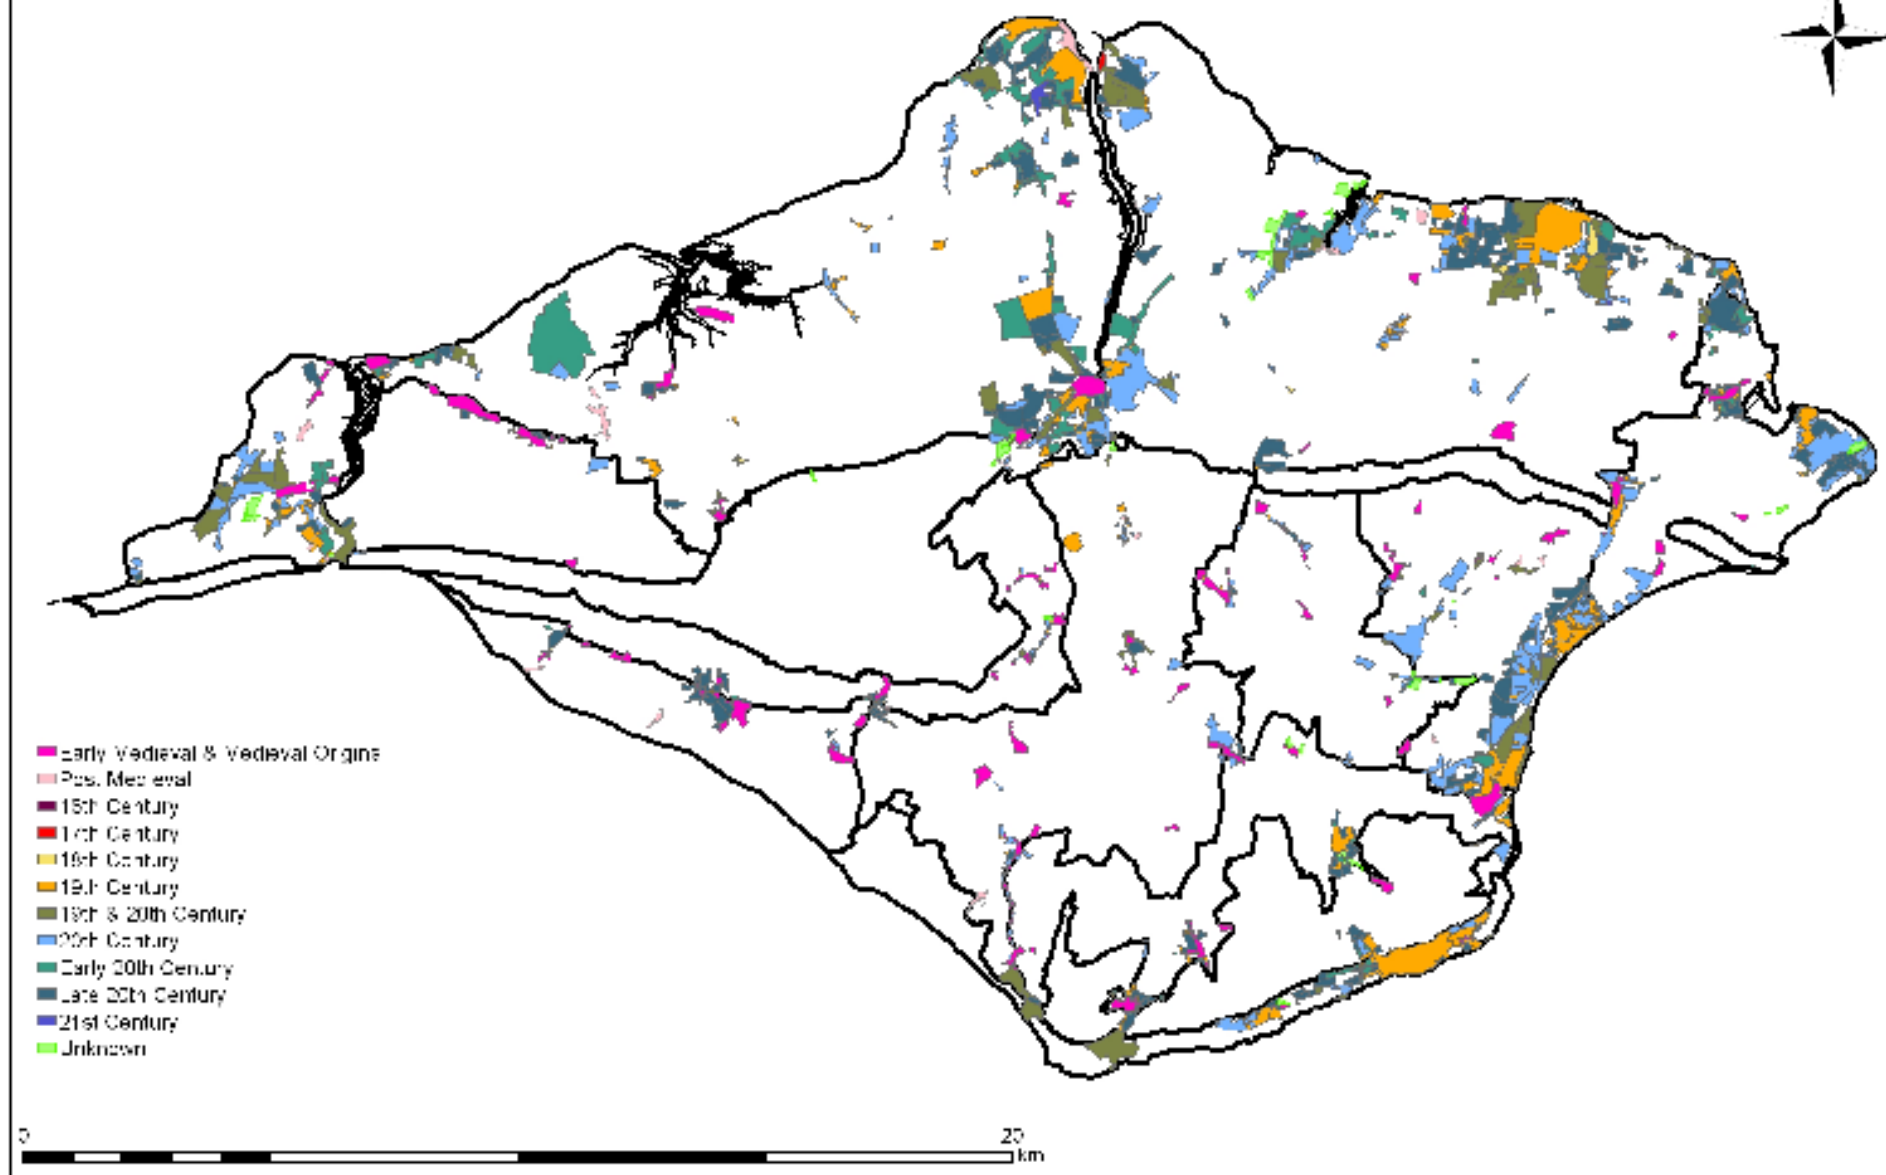 Early Medieval & Medieval Origins
Post Medieval
16th Century
17th Century
18th Century
19th Century
19th & 20th Century
20th Century
Early 20th Century
Late 20th Century
21st Century
Unknown
0 20
km